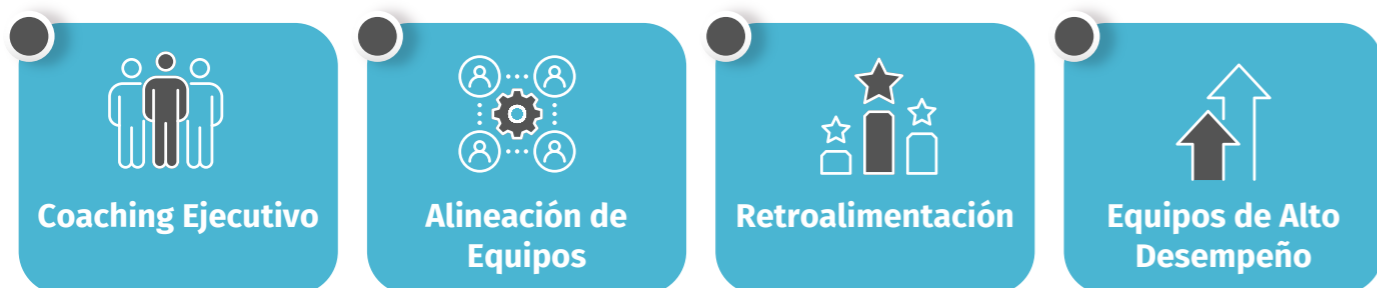 Coaching Ejecutivo
Alineación de
Equipos
Retroalimentación
Equipos de Alto
Desempeño